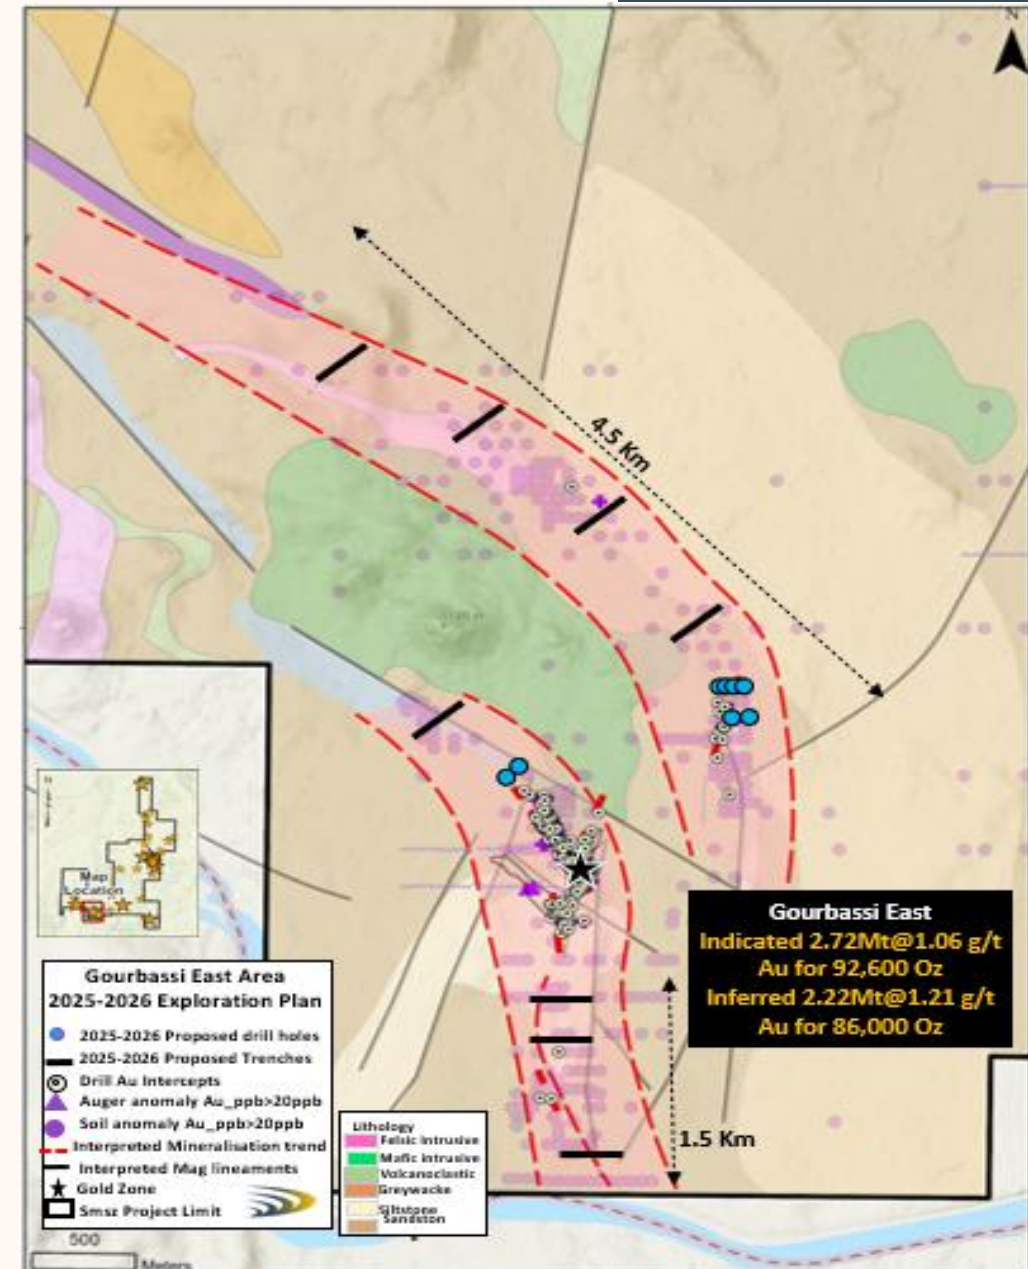 N
4.5 Km
Map
Location
Gourbassi East
Indicated 2.72Mt@1.06 g/t
Au for 92,600 Oz
Inferred 2.22Mt@1.21 g/t
Au for 86,000 Oz
1.5 Km
Gourbassi East Area
2025-2026 Exploration Plan
2025-2026 Proposed drill holes
2025-2026 Proposed Trenches
Drill Au Intercepts
Auger anomaly Au_ppb>20ppb
Soil anomaly Au_ppb>20ppb
Interpreted Mineralisation trend
Interpreted Mag lineaments
Gold Zone
Smsz Project Limit
Lithology
Felsic Intrusive
Mafic intrusive
Volcanoclastic
Greywacke
Siltstone
Sandston
500
Meters